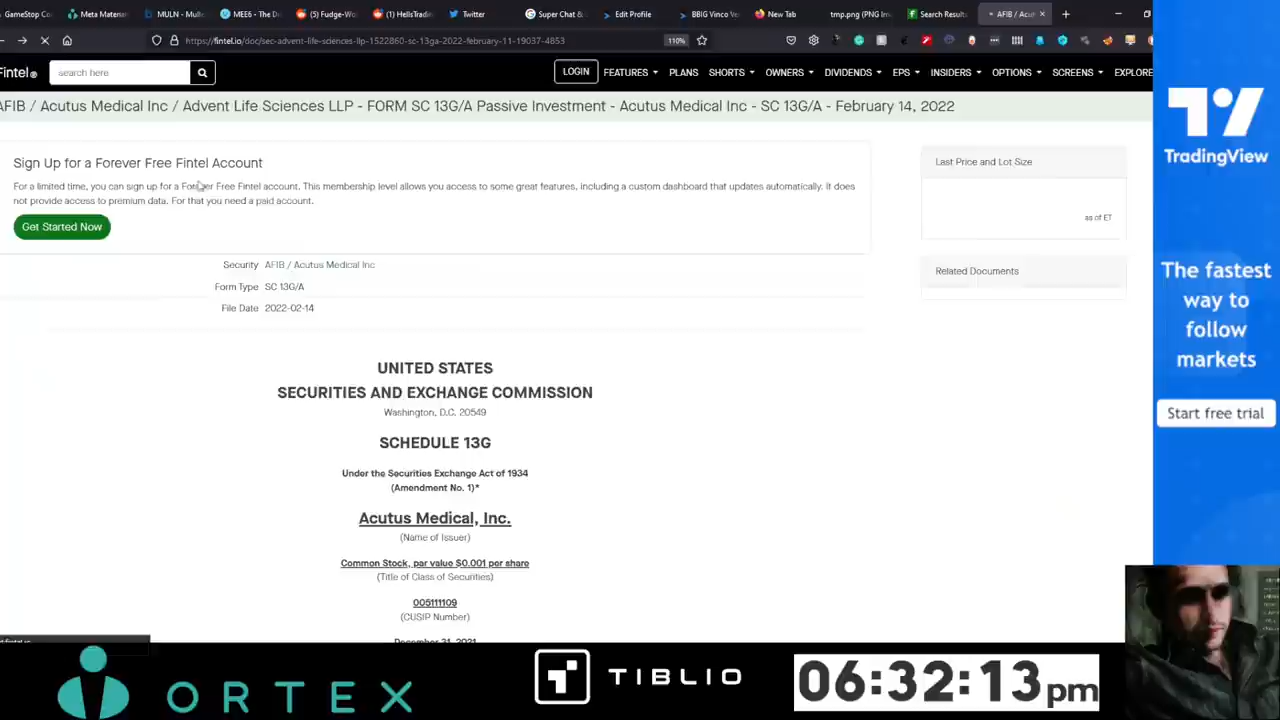 GameStop Co
Meta Materia
MULN - Mull
MEE6 - The Di
(5) Fudge-Wo
(1) HellsTradin
Twitter
Super Chat &
Edit Profile
BBIG Vinco Ve
New Tab
tmp.png (PNG Im
Search Results
AFIB / Acu
https://fintel.io/doc/sec-advent-life-sciences-llp-1522860-sc-13ga-2022-february-11-19037-4853
110%
Fintel
search here
LOGIN
FEATURES
PLANS
SHORTS
OWNERS
DIVIDENDS
EPS
INSIDERS
OPTIONS
SCREENS
EXPLORE
AFIB / Acutus Medical Inc / Advent Life Sciences LLP - FORM SC 13G/A Passive Investment - Acutus Medical Inc - SC 13G/A - February 14, 2022
Sign Up for a Forever Free Fintel Account
For a limited time, you can sign up for a Forever Free Fintel account. This membership level allows you access to some great features, including a custom dashboard that updates automatically. It does
not provide access to premium data. For that you need a paid account.
Get Started Now
Last Price and Lot Size
as of ET
Related Documents
Security AFIB / Acutus Medical Inc
Form Type SC 13G/A
File Date 2022-02-14
UNITED STATES
SECURITIES AND EXCHANGE COMMISSION
Washington, D.C. 20549
SCHEDULE 13G
Under the Securities Exchange Act of 1934
(Amendment No. 1)*
Acutus Medical, Inc.
(Name of Issuer)
Common Stock, par value $0.001 per share
(Title of Class of Securities)
005111109
(CUSIP Number)
December 31, 2021
TradingView
The fastest
way to
follow
markets
Start free trial
ORTEX
TIBLIO
06:32:13pm